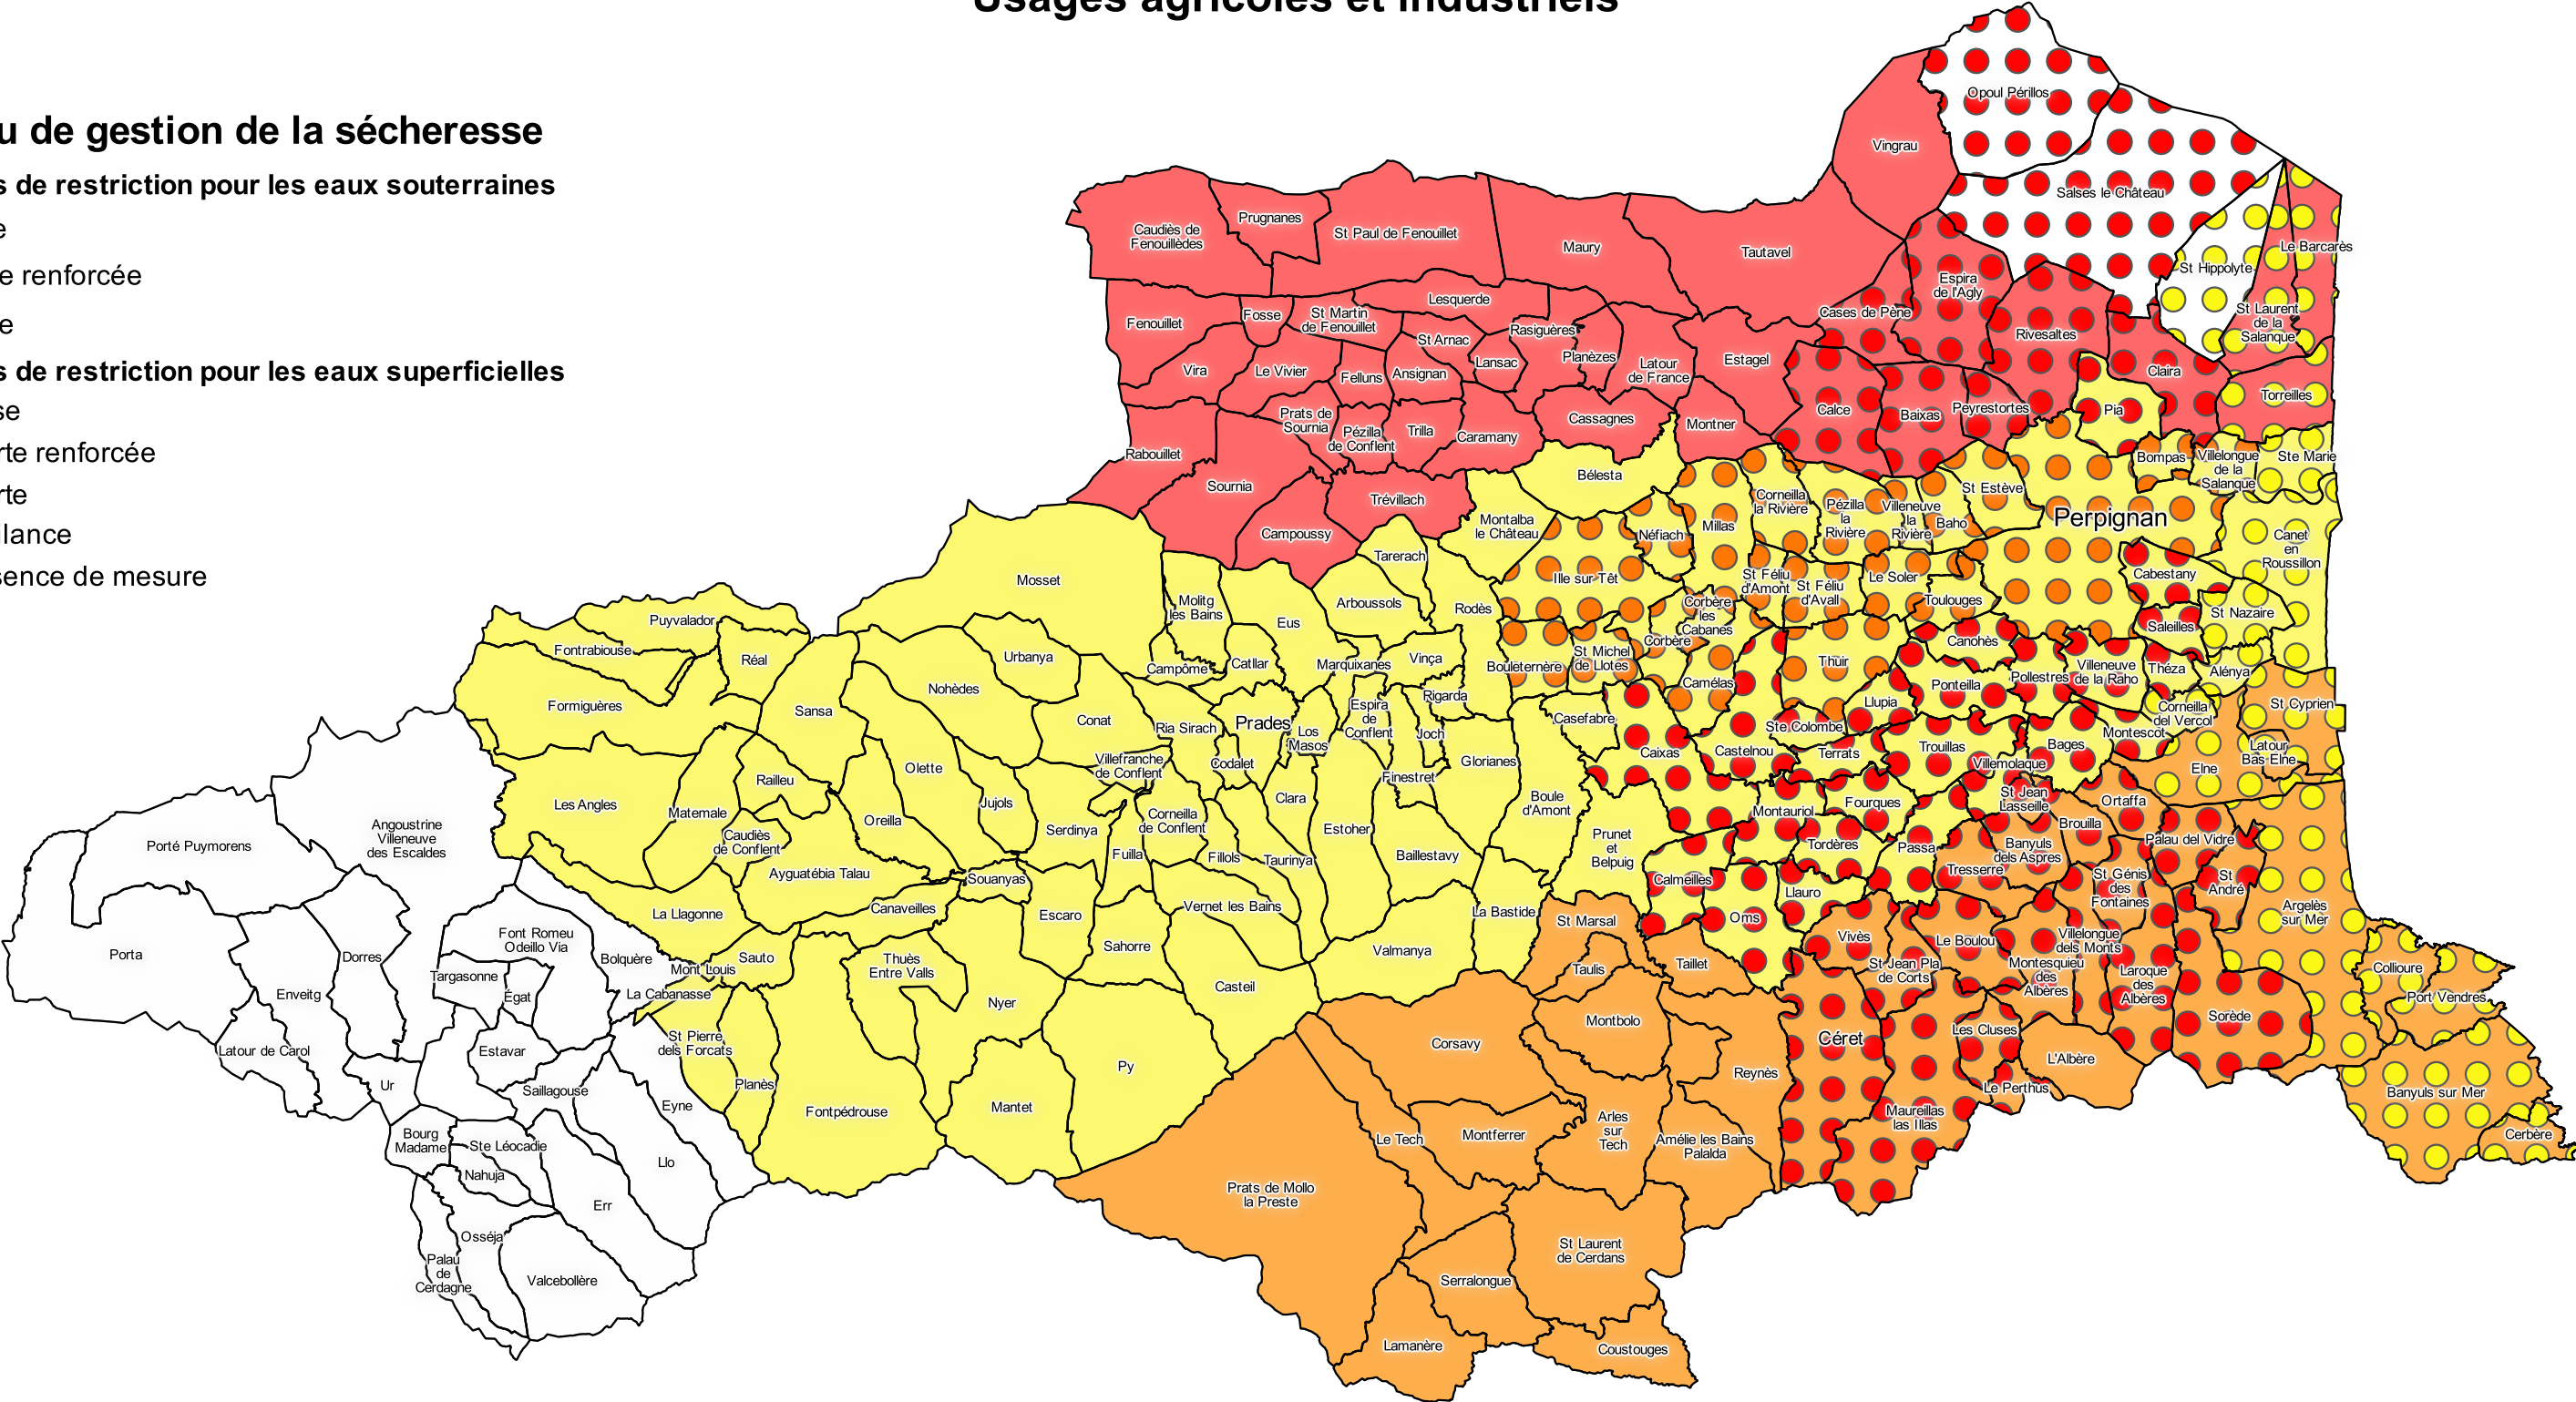 Usages agricoles et industriels
u de gestion de la sécheresse
s de restriction pour les eaux souterraines
e
e renforcée
e
s de restriction pour les eaux superficielles
se
rte renforcée
rte
llance
sence de mesure
Opoul Périllos
Vingrau
Salses le Château
Caudiès de
Fenouillèdes
Prugnanes
St Paul de Fenouillet
Maury
Tautavel
Le Barcarès
St Hippolyte
Espira
de l'Agly
Cases de Pène
Rivesaltes
St Laurent
de la
Salanque
Fenouillet
Fosse
St Martin
de Fenouillet
Lesquerde
St Arnac
Rasiguères
Planèzes
Lansac
Latour
de France
Estagel
Vira
Le Vivier
Felluns
Ansignan
Claira
Torreilles
Calce
Baixas
Peyrestortes
Pia
Prats de
Sournia
Pézilla
de Conflent
Trilla
Caramany
Cassagnes
Montner
Rabouillet
Sournia
Trévillach
Campoussy
Bélesta
Bompas
Villelongue
de la
Salanque
Ste Marie
Montalba
le Château
Corneilla
la Rivière
Pézilla
la
Rivière
Villeneuve
la
Rivière
St Estève
Baho
Perpignan
Néfiach
Millas
Canet
en
Roussillon
Mosset
Tarerach
Ille sur Têt
St Féliu
d'Amont
St Féliu
d'Avall
Le Soler
Toulouges
Cabestany
Molitg
les Bains
Arboussols
Rodès
Eus
Corbère
les
Cabanes
Corbère
St Nazaire
Saleilles
Canohès
Puyvalador
Fontrabiouse
Réal
Urbanya
Campôme
Catllar
Marquixanes
Vinça
Bouleternère
St Michel
de Llotes
Thuir
Camélas
Pollestres
Villeneuve
de la Raho
Théza
Alénya
Ponteilla
Llupia
Formiguères
Sansa
Nohèdes
Conat
Ria Sirach
Prades
Los
Masos
Espira
de
Conflent
Rigarda
Joch
Casefabre
Caixas
Castelnou
Ste Colombe
Terrats
Trouillas
Bages
Montescot
Corneilla
del Vercol
St Cyprien
Latour
Bas Elne
Elne
Villemolaque
Villefranche
de Conflent
Codalet
Finestret
Glorianes
Olette
Railleu
Les Angles
Matemale
Jujols
Serdinya
Corneilla
de Conflent
Clara
Estoher
Boule
d'Amont
Montauriol
Fourques
St Jean
Lasseille
Ortaffa
Brouilla
Palau del Vidre
Oreilla
Caudiès
de Conflent
Ayguatébia Talau
Fuilla
Fillols
Taurinya
Baillestavy
Prunet
et
Belpuig
Tordères
Passa
Banyuls
dels Aspres
Tresserre
St Génis
des
Fontaines
St
André
Argelès
sur Mer
Angoustrine
Villeneuve
des Escaldes
Porté Puymorens
Souanyas
Canaveilles
Escaro
Vernet les Bains
La Llagonne
Calmeilles
Llauro
Oms
La Bastide
St Marsal
Valmanya
Sahorre
Vivès
Le Boulou
Villelongue
dels Monts
Montesquieu
des
Albères
Laroque
des
Albères
St Jean Pla
de Corts
Collioure
Port Vendres
Porta
Dorres
Enveitg
Font Romeu
Odeillo Via
Bolquère
Mont Louis
Sauto
La Cabanasse
Targasonne
Égat
Thuès
Entre Valls
Nyer
Casteil
Taulis
Taillet
Montbolo
Corsavy
Reynès
Céret
Les Cluses
Sorède
L'Albère
Le Perthus
Maureillas
las Illas
Banyuls sur Mer
Cerbère
Latour de Carol
Estavar
Ur
Saillagouse
St Pierre
dels Forcats
Planès
Eyne
Fontpédrouse
Mantet
Py
Bourg
Madame
Ste Léocadie
Nahuja
Llo
Err
Osséja
Palau
de
Cerdagne
Valcebollère
Prats de Mollo
la Preste
Le Tech
Montferrer
Arles
sur
Tech
Amélie les Bains
Palalda
St Laurent
de Cerdans
Serralongue
Lamanère
Coustouges